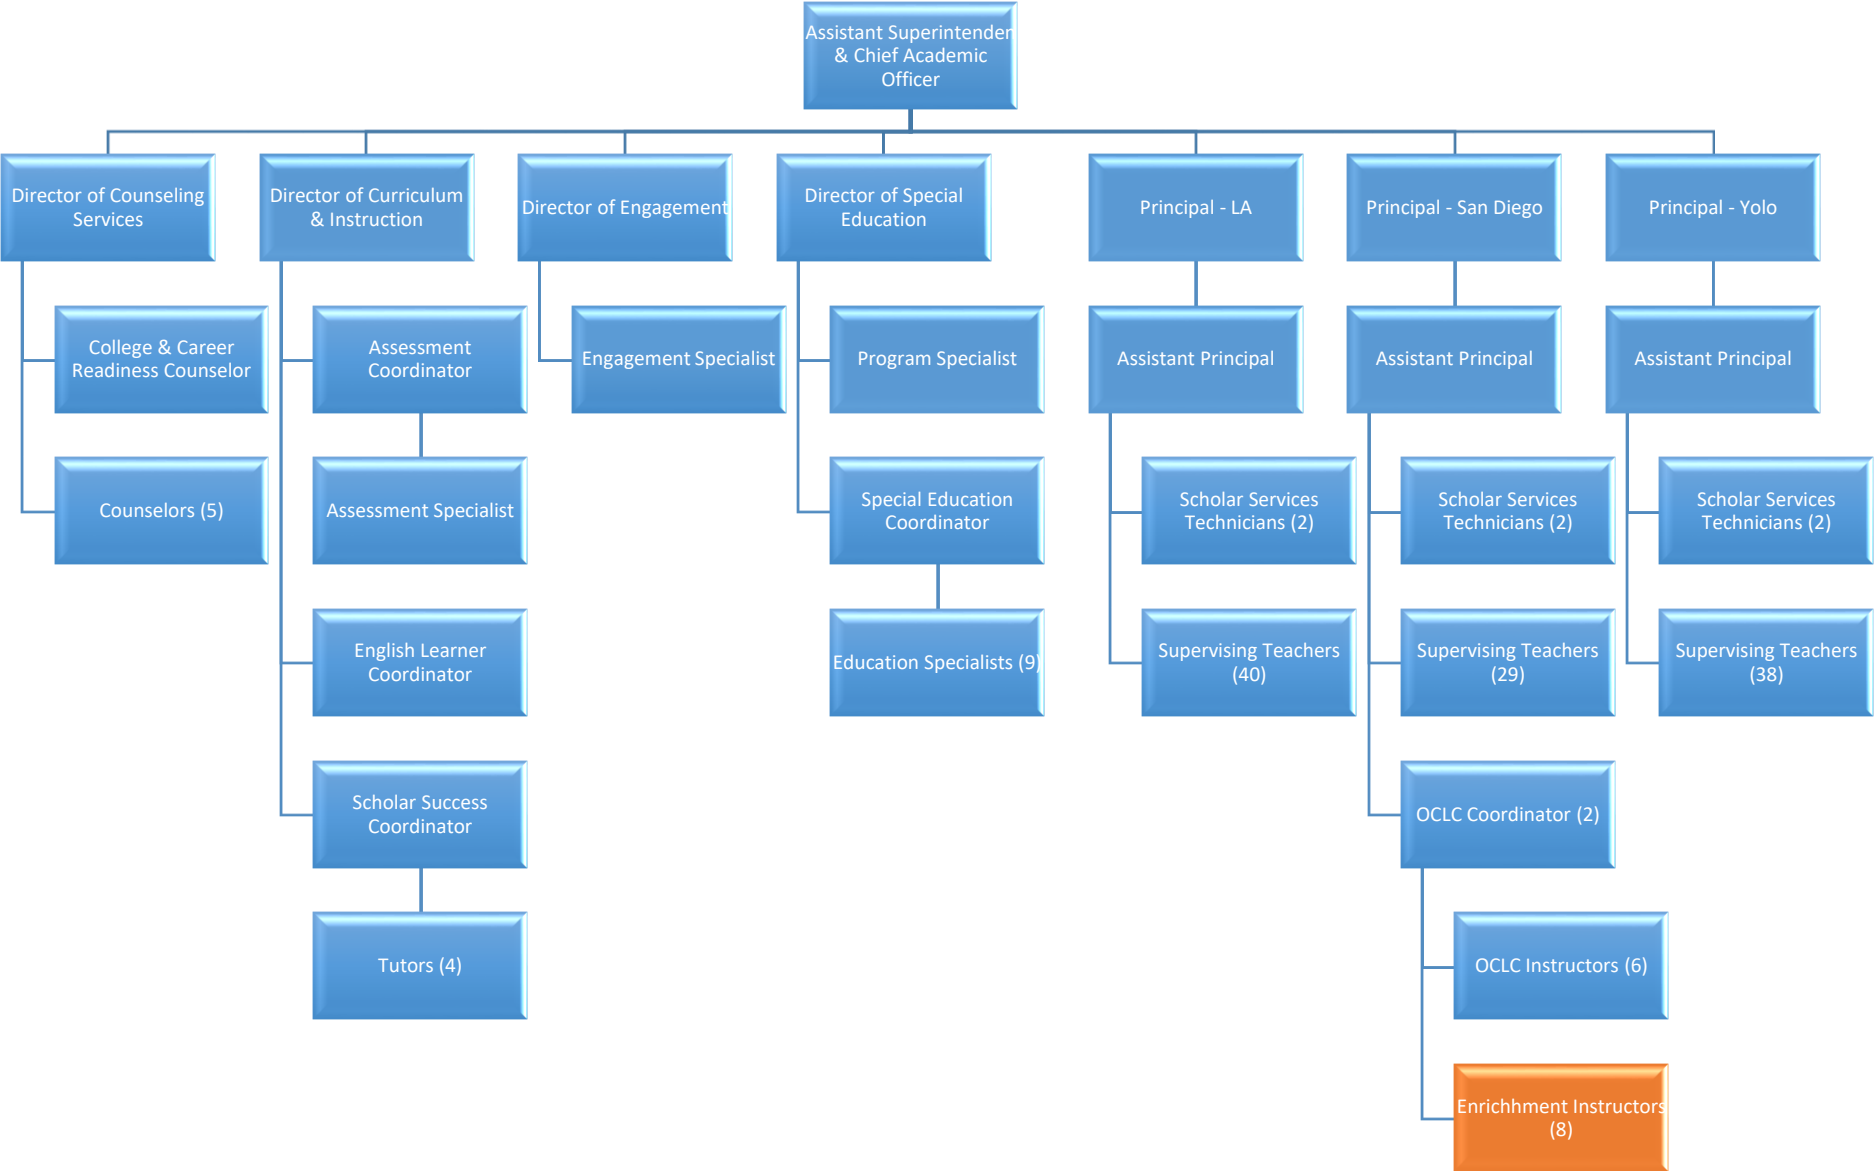 Assistant Superintender
& Chief Academic
Officer
Director of Counseling
Services
Director of Curriculum
& Instruction
Director of Engagement
Director of Special
Education
Principal - LA
Principal - San Diego
Principal - Yolo
College & Career
Readiness Counselor
Assessment
Coordinator
Engagement Specialist
Program Specialist
Assistant Principal
Assistant Principal
Assistant Principal
Counselors (5)
Assessment Specialist
Special Education
Coordinator
Scholar Services
Technicians (2)
Scholar Services
Technicians (2)
Scholar Services
Technicians (2)
English Learner
Coordinator
Education Specialists (9)
Supervising Teachers
(40)
Supervising Teachers
(29)
Supervising Teachers
(38)
Scholar Success
Coordinator
OCLC Coordinator (2)
Tutors (4)
OCLC Instructors (6)
Enrichhment Instructors
(8)